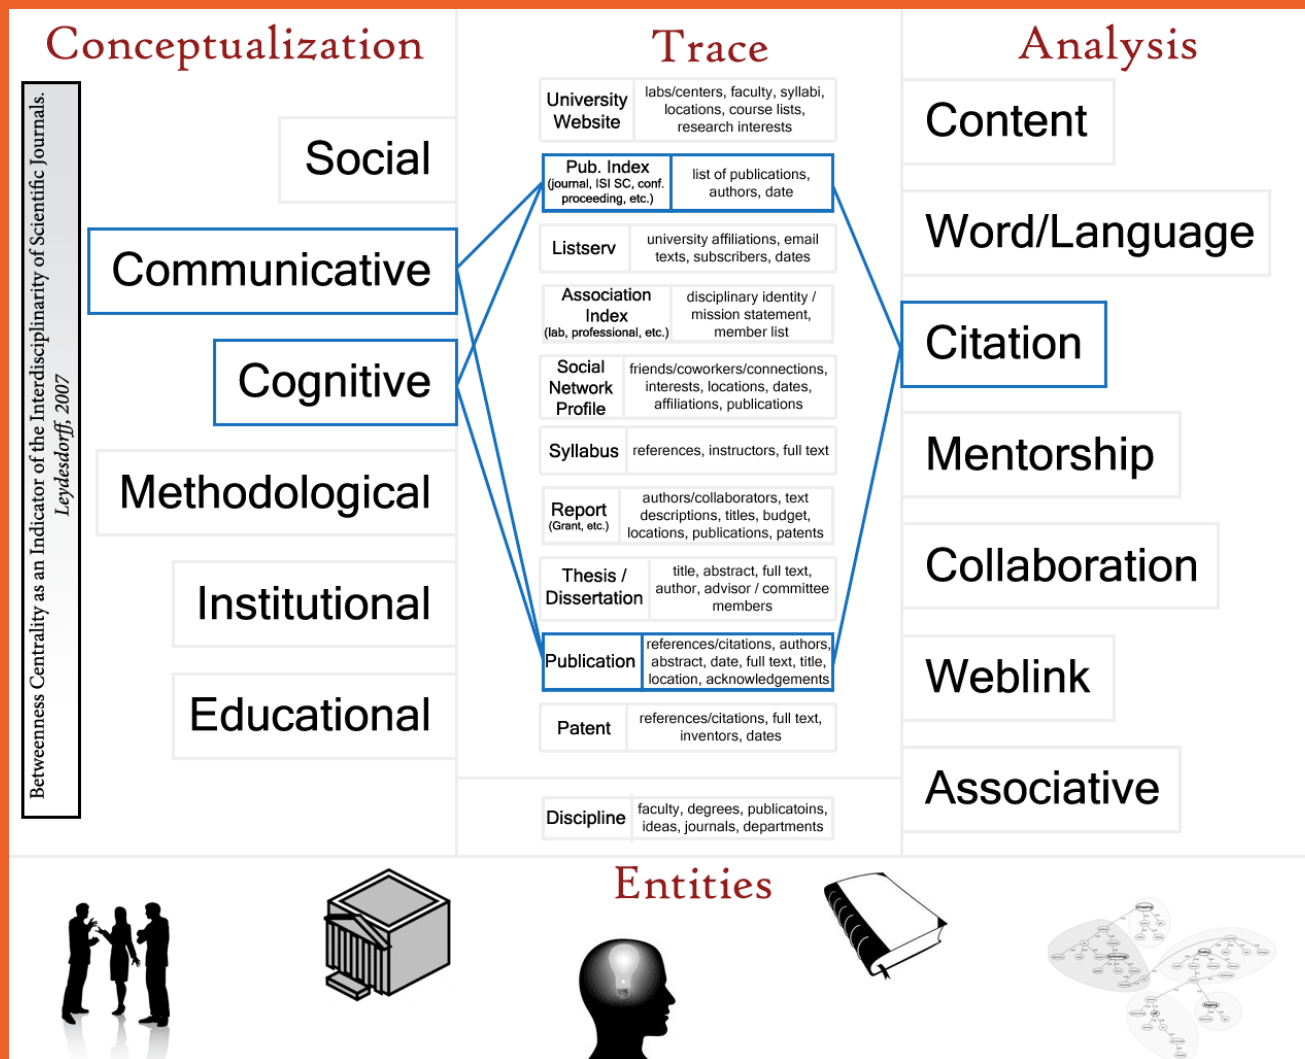 Conceptualization
Trace
Analysis
Betweenness Centrality as an Indicator of the Interdisciplinarity of Scientific Journals.
Leydesdorff, 2007
Social
Communicative
Cognitive
Methodological
Institutional
Educational
University
Website
labs/centers, faculty, syllabi,
locations, course lists,
research interests
Pub. Index
(journal, ISI SC, conf.
proceeding, etc.)
list of publications,
authors, date
Listserv
university affiliations, email
texts, subscribers, dates
Association
Index
(lab, professional, etc.)
disciplinary identity /
mission statement,
member list
Social
Network
Profile
friends/coworkers/connections,
interests, locations, dates,
affiliations, publications
Syllabus
references, instructors, full text
Report
(Grant, etc.)
authors/collaborators, text
descriptions, titles, budget,
locations, publications, patents
Thesis /
Dissertation
title, abstract, full text,
author, advisor / committee
members
Publication
references/citations, authors,
abstract, date, full text, title,
location, acknowledgements
Patent
references/citations, full text,
inventors, dates
Discipline
faculty, degrees, publicatoins,
ideas, journals, departments
Content
Word/Language
Citation
Mentorship
Collaboration
Weblink
Associative
Entities